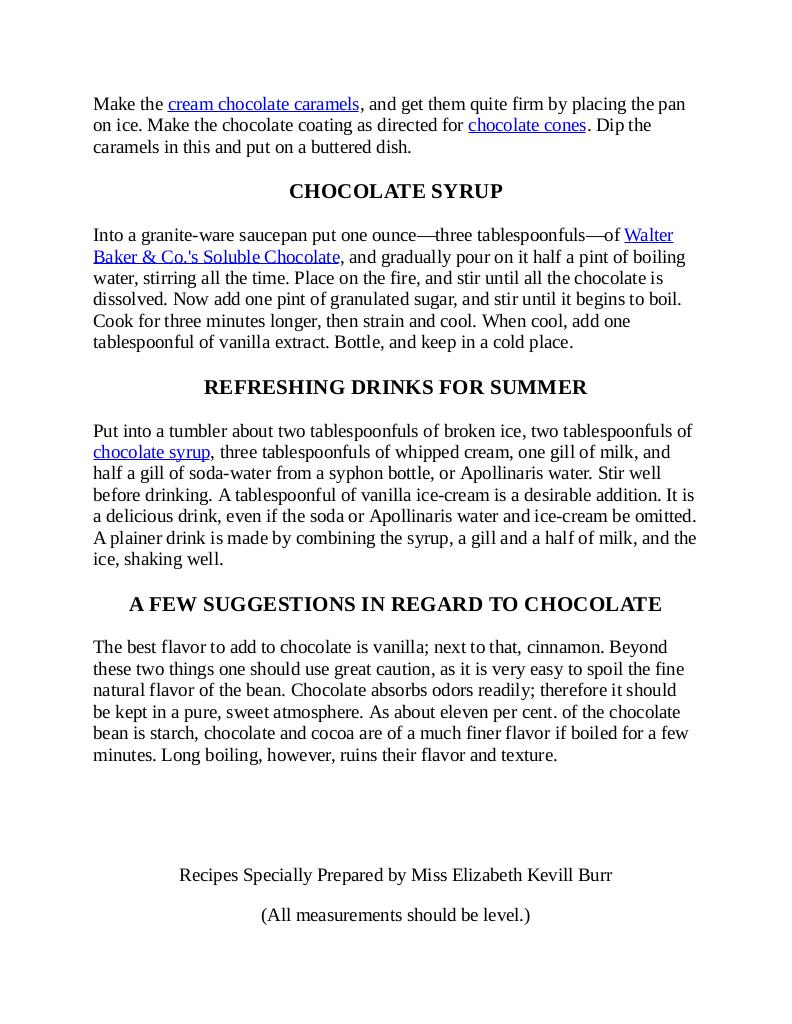 Make the cream chocolate caramels, and get them quite firm by placing the pan
on ice. Make the chocolate coating as directed for chocolate cones. Dip the
caramels in this and put on a buttered dish.
CHOCOLATE SYRUP
Into a granite-ware saucepan put one ounce—three tablespoonfuls—of Walter
Baker & Co.'s Soluble Chocolate, and gradually pour on it half a pint of boiling
water, stirring all the time. Place on the fire, and stir until all the chocolate is
dissolved. Now add one pint of granulated sugar, and stir until it begins to boil.
Cook for three minutes longer, then strain and cool. When cool, add one
tablespoonful of vanilla extract. Bottle, and keep in a cold place.
REFRESHING DRINKS FOR SUMMER
Put into a tumbler about two tablespoonfuls of broken ice, two tablespoonfuls of
chocolate syrup, three tablespoonfuls of whipped cream, one gill of milk, and
half a gill of soda-water from a syphon bottle, or Apollinaris water. Stir well
before drinking. A tablespoonful of vanilla ice-cream is a desirable addition. It is
a delicious drink, even if the soda or Apollinaris water and ice-cream be omitted.
A plainer drink is made by combining the syrup, a gill and a half of milk, and the
ice, shaking well.
A FEW SUGGESTIONS IN REGARD TO CHOCOLATE
The best flavor to add to chocolate is vanilla; next to that, cinnamon. Beyond
these two things one should use great caution, as it is very easy to spoil the fine
natural flavor of the bean. Chocolate absorbs odors readily; therefore it should
be kept in a pure, sweet atmosphere. As about eleven per cent. of the chocolate
bean is starch, chocolate and cocoa are of a much finer flavor if boiled for a few
minutes. Long boiling, however, ruins their flavor and texture.
Recipes Specially Prepared by Miss Elizabeth Kevill Burr
(All measurements should be level.)